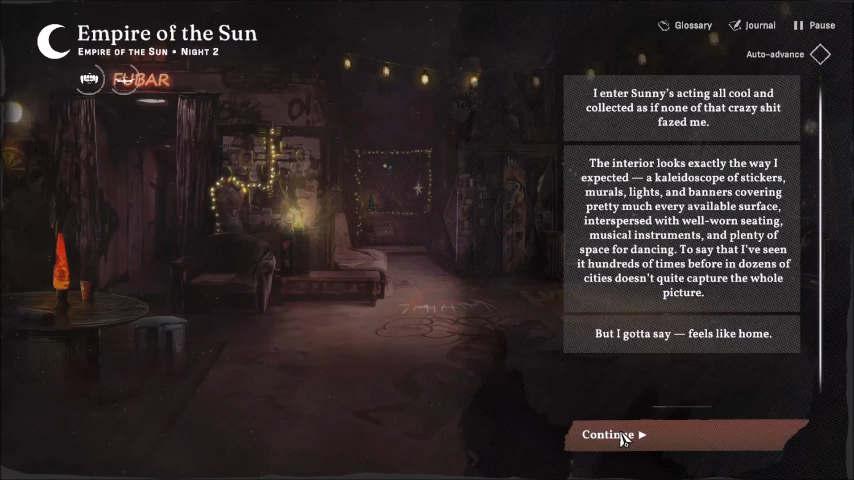 Empire of the Sun
Empire of the Sun • Night 2
FUBAR
Glossary
Journal
Pause
Auto-advance
I enter Sunny's acting all cool and
collected as if none of that crazy shit
fazed me.
The interior looks exactly the way I
expected — a kaleidoscope of stickers,
murals, lights, and banners covering
pretty much every available surface,
interspersed with well-worn seating,
musical instruments, and plenty of
space for dancing. To say that I've seen
it hundreds of times before in dozens of
cities doesn't quite capture the whole
picture.
But I gotta say — feels like home.
Continue